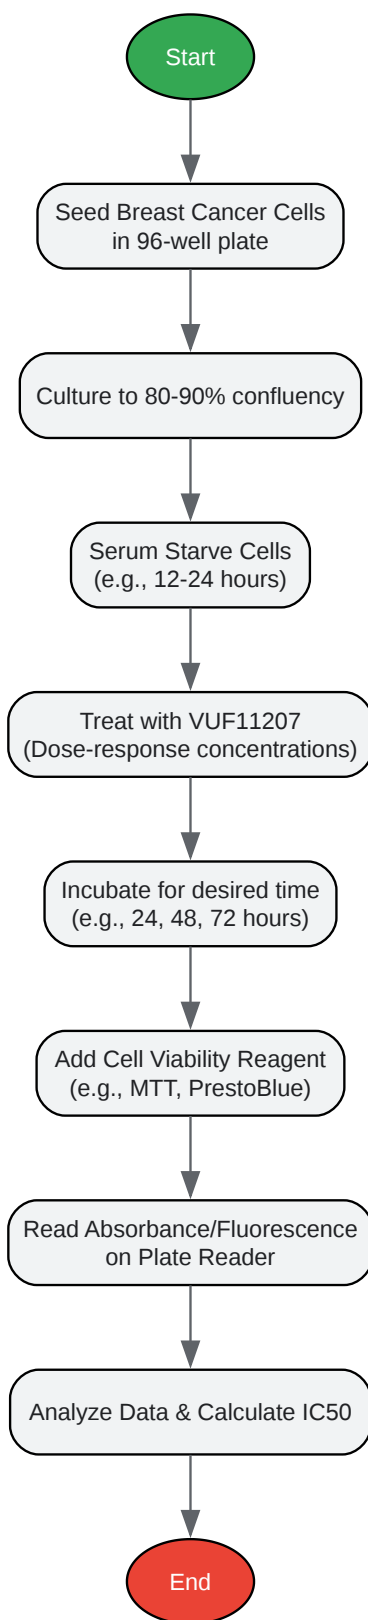 Start
Seed Breast Cancer Cells
in 96-well plate
Culture to 80-90% confluency
Serum Starve Cells
(e.g., 12-24 hours)
Treat with VUF11207
(Dose-response concentrations)
Incubate for desired time
(e.g., 24, 48, 72 hours)
Add Cell Viability Reagent
(e.g., MTT, PrestoBlue)
Read Absorbance/Fluorescence
on Plate Reader
Analyze Data & Calculate IC50
End